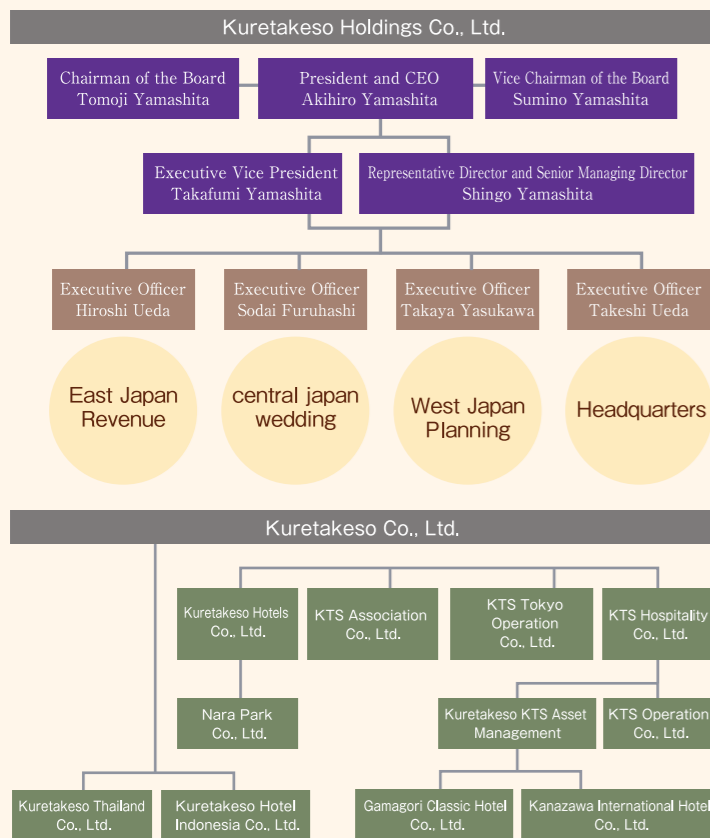 Kuretakeso Holdings Co., Ltd.
Chairman of the Board
Tomoji Yamashita
President and CEO
Akihiro Yamashita
Vice Chairman of the Board
Sumino Yamashita
Executive Vice President
Takafumi Yamashita
Representative Director and Senior Managing Director
Shingo Yamashita
Executive Officer
Hiroshi Ueda
Executive Officer
Sodai Furuhashi
Executive Officer
Takaya Yasukawa
Executive Officer
Takeshi Ueda
East Japan
Revenue
central japan
wedding
West Japan
Planning
Headquarters
Kuretakeso Co., Ltd.
Kuretakeso Hotels
Co., Ltd.
KTS Association
Co., Ltd.
KTS Tokyo
Operation
Co., Ltd.
KTS Hospitality
Co., Ltd.
Nara Park
Co., Ltd.
Kuretakeso KTS Asset
Management
KTS Operation
Co., Ltd.
Kuretakeso Thailand
Co., Ltd.
Kuretakeso Hotel
Indonesia Co., Ltd.
Gamagori Classic Hotel
Co., Ltd.
Kanazawa International Hotel
Co., Ltd.